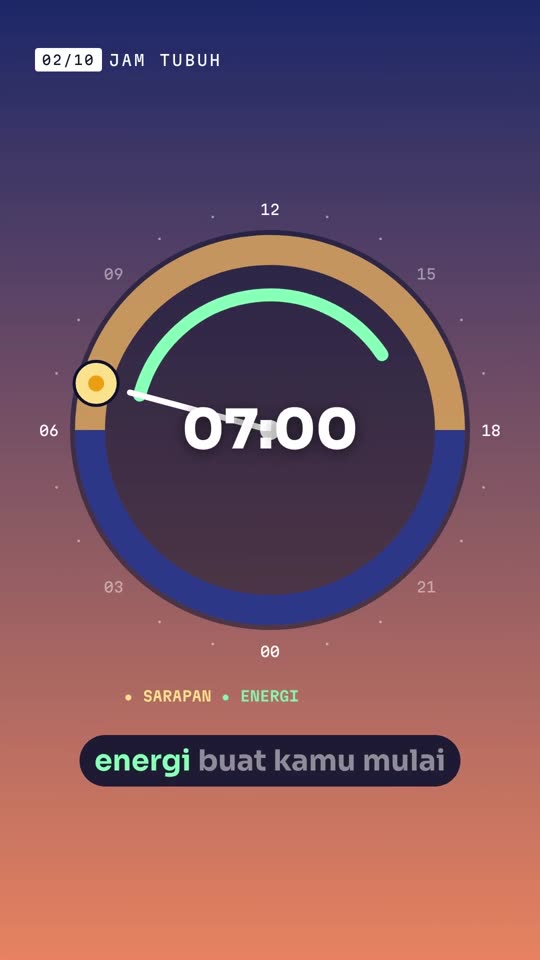 02/10 JAM TUBUH
12
09 15
07:00
06 18
03 21
00
• SARAPAN • ENERGI
energi buat kamu mulai